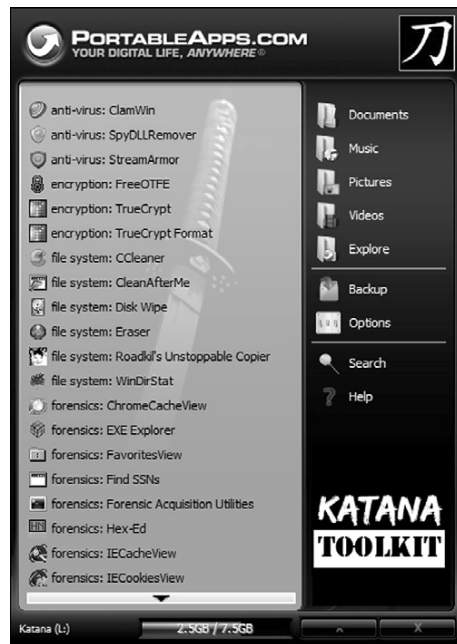 PORTABLEAPPS.COM
YOUR DIGITAL LIFE, ANYWHERE®
刀
anti-virus: ClamWin
anti-virus: SpyDLLRemover
anti-virus: StreamArmor
encryption: FreeOTFE
encryption: TrueCrypt
encryption: TrueCrypt Format
file system: CCleaner
file system: CleanAfterMe
file system: Disk Wipe
file system: Eraser
file system: Roadkil's Unstoppable Copier
file system: WinDirStat
forensics: ChromeCacheView
forensics: EXE Explorer
forensics: FavoritesView
forensics: Find SSNs
forensics: Forensic Acquisition Utilities
HN forensics: Hex-Ed
forensics: IECacheView
forensics: IECookiesView
Documents
Music
Pictures
Videos
Explore
Backup
Options
Search
? Help
KATANA
TOOLKIT
Katana (L:)
2.5GB / 7.5GB
^ X